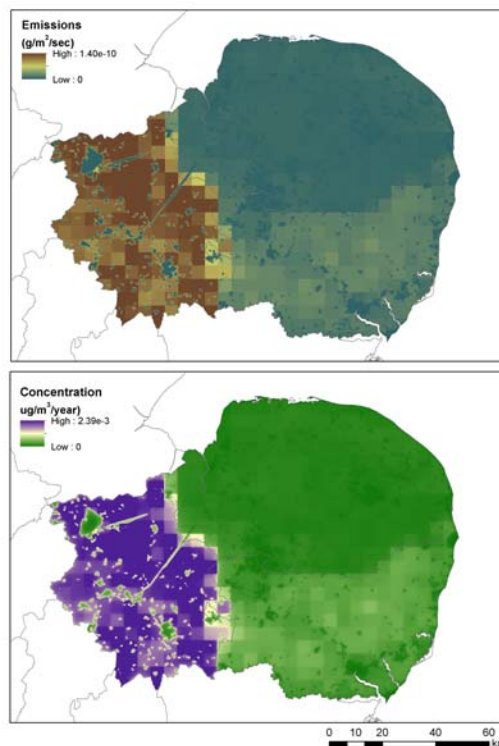 Emissions
(g/m²/sec)
High : 1.40e-10
Low : 0
Concentration
ug/m³/year)
High : 2.39e-3
Low : 0
0 10 20 40 60